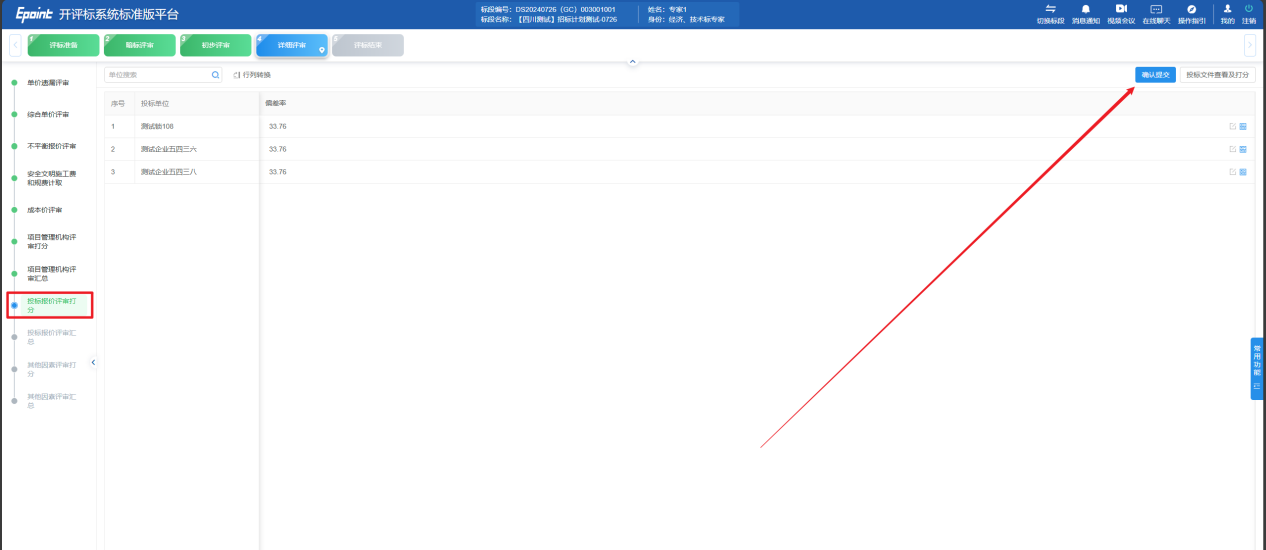 Epoint 开评标系统标准版平台
标段编号：DS20240726（GC）003001001
标段名称：【四川测试】招标计划测试-0726
姓名：专家1
身份：经济、技术标专家
切换标段 消息通知 视频会议 在线聊天 操作指引 我的 注销
1 评标准备
2 暗标评审
3 初步评审
4 详细评审
5 评标结果
单价遗漏评审
综合单价评审
不平衡报价评审
安全文明施工费
和规费计取
成本价评审
项目管理机构评
审打分
项目管理机构评
审汇总
投标报价评审打
分
投标报价评审汇
总
其他因素评审打
分
其他因素评审汇
总
单位搜索 行列转换 确认提交 投标文件查看及打分
序号 投标单位 偏差率
1 测试锁108 33.76
2 测试企业五四三六 33.76
3 测试企业五四三八 33.76
常用功能